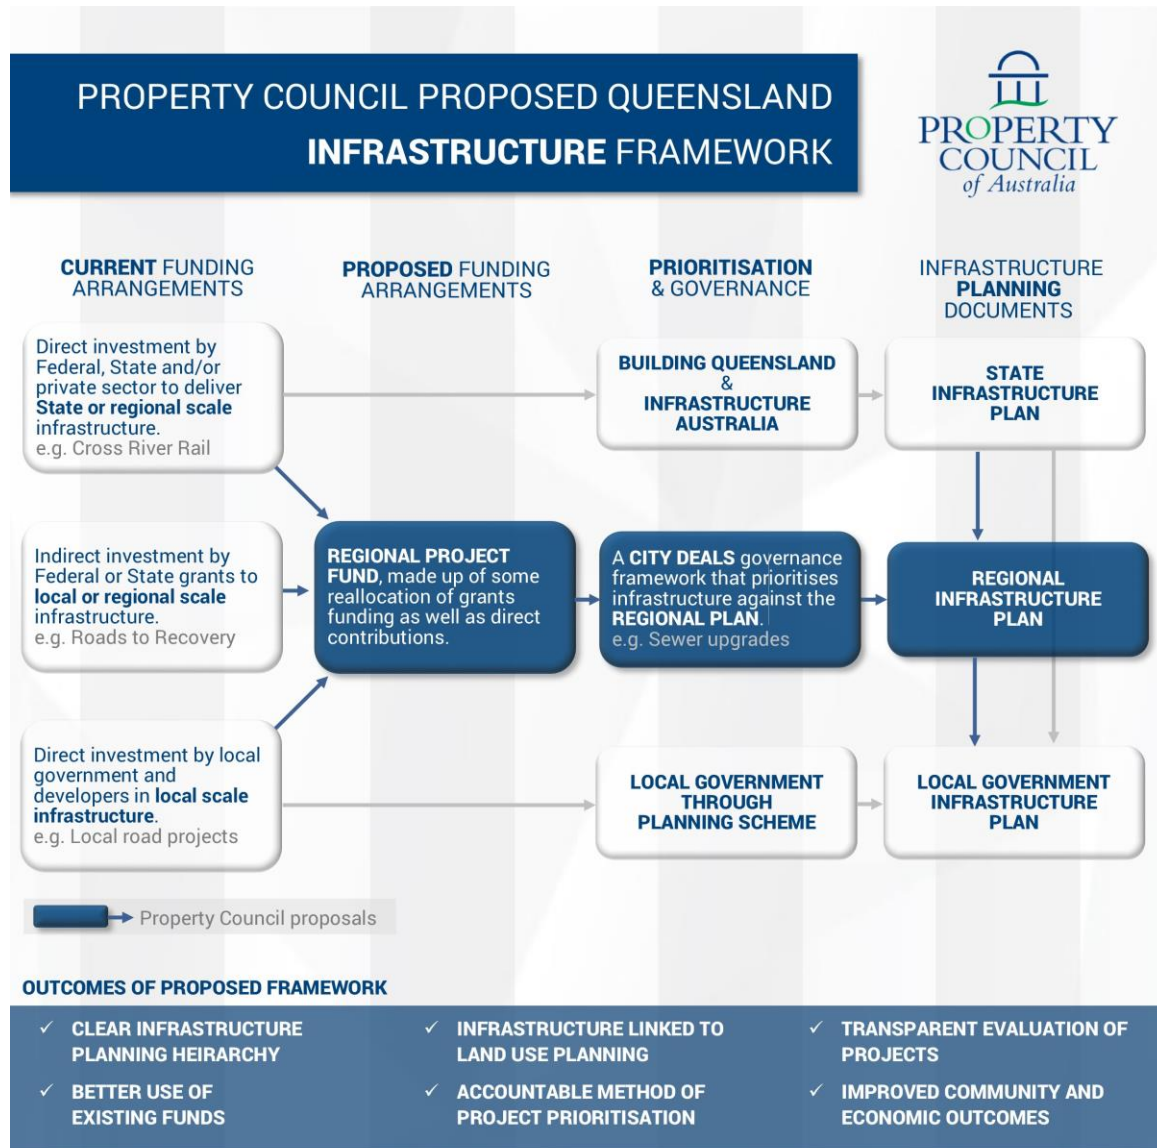 PROPERTY COUNCIL PROPOSED QUEENSLAND
INFRASTRUCTURE FRAMEWORK
PROPERTY
COUNCIL
of Australia
CURRENT FUNDING
ARRANGEMENTS
PROPOSED FUNDING
ARRANGEMENTS
PRIORITISATION
& GOVERNANCE
INFRASTRUCTURE
PLANNING
DOCUMENTS
Direct investment by
Federal, State and/or
private sector to deliver
State or regional scale
infrastructure.
e.g. Cross River Rail
BUILDING QUEENSLAND
&
INFRASTRUCTURE
AUSTRALIA
STATE
INFRASTRUCTURE
PLAN
Indirect investment by
Federal or State grants to
local or regional scale
infrastructure.
e.g. Roads to Recovery
REGIONAL PROJECT
FUND, made up of some
reallocation of grants
funding as well as direct
contributions.
A CITY DEALS governance
framework that prioritises
infrastructure against the
REGIONAL PLAN.
e.g. Sewer upgrades
REGIONAL
INFRASTRUCTURE
PLAN
Direct investment by local
government and
developers in local scale
infrastructure.
e.g. Local road projects
LOCAL GOVERNMENT
THROUGH
PLANNING SCHEME
LOCAL GOVERNMENT
INFRASTRUCTURE
PLAN
Property Council proposals
OUTCOMES OF PROPOSED FRAMEWORK
✓ CLEAR INFRASTRUCTURE
PLANNING HEIRARCHY
✓ BETTER USE OF
EXISTING FUNDS
✓ INFRASTRUCTURE LINKED TO
LAND USE PLANNING
✓ ACCOUNTABLE METHOD OF
PROJECT PRIORITISATION
✓ TRANSPARENT EVALUATION OF
PROJECTS
✓ IMPROVED COMMUNITY AND
ECONOMIC OUTCOMES